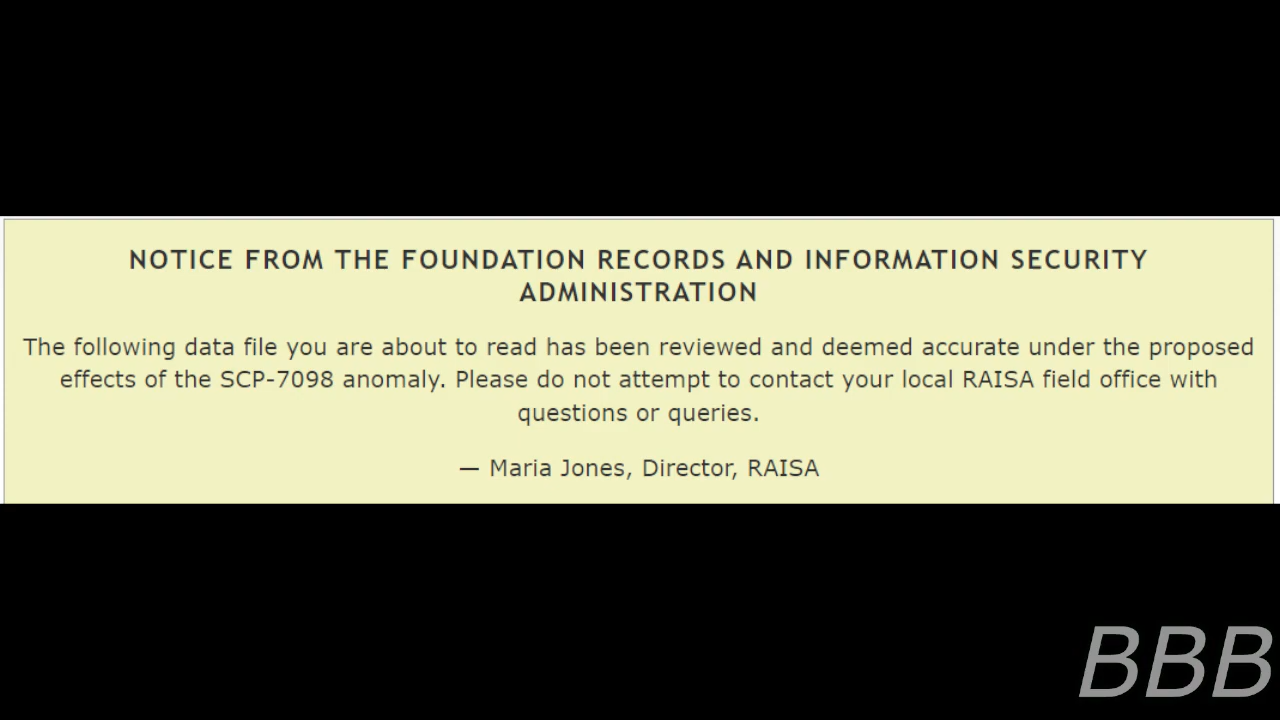 NOTICE FROM THE FOUNDATION RECORDS AND INFORMATION SECURITY
ADMINISTRATION
The following data file you are about to read has been reviewed and deemed accurate under the proposed
effects of the SCP-7098 anomaly. Please do not attempt to contact your local RAISA field office with
questions or queries.
— Maria Jones, Director, RAISA
BBB